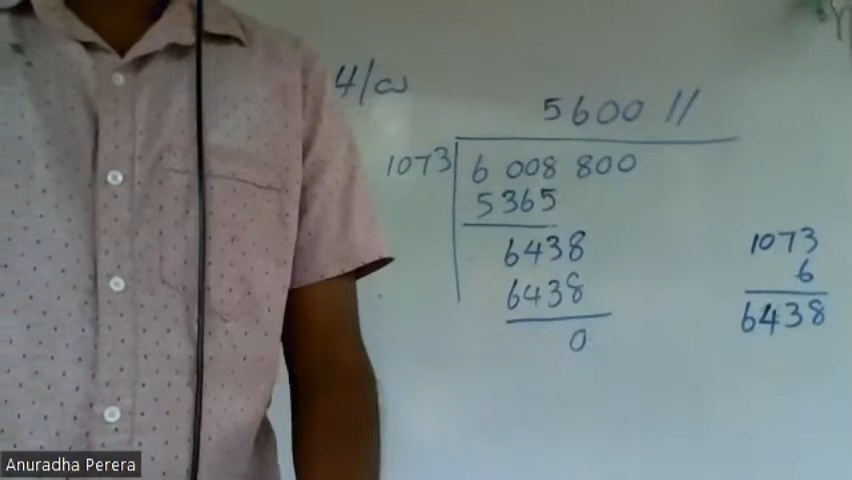 4/ය
5600 //
1073 6 008 800
5365
6438
6438
0
1073
6
6438
Anuradha Perera